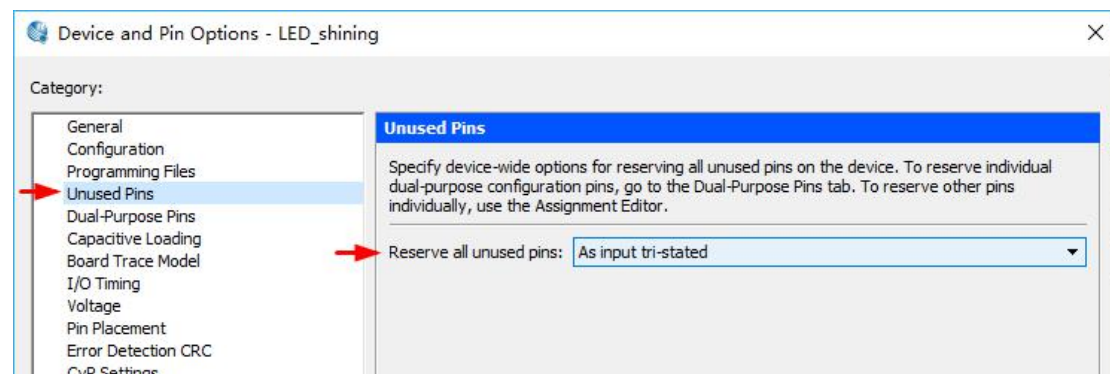 Device and Pin Options - LED_shining
Category:
General
Configuration
Programming Files
Unused Pins
Dual-Purpose Pins
Capacitive Loading
Board Trace Model
I/O Timing
Voltage
Pin Placement
Error Detection CRC
CvP Settings
Unused Pins
Specify device-wide options for reserving all unused pins on the device. To reserve individual
dual-purpose configuration pins, go to the Dual-Purpose Pins tab. To reserve other pins
individually, use the Assignment Editor.
Reserve all unused pins: As input tri-stated